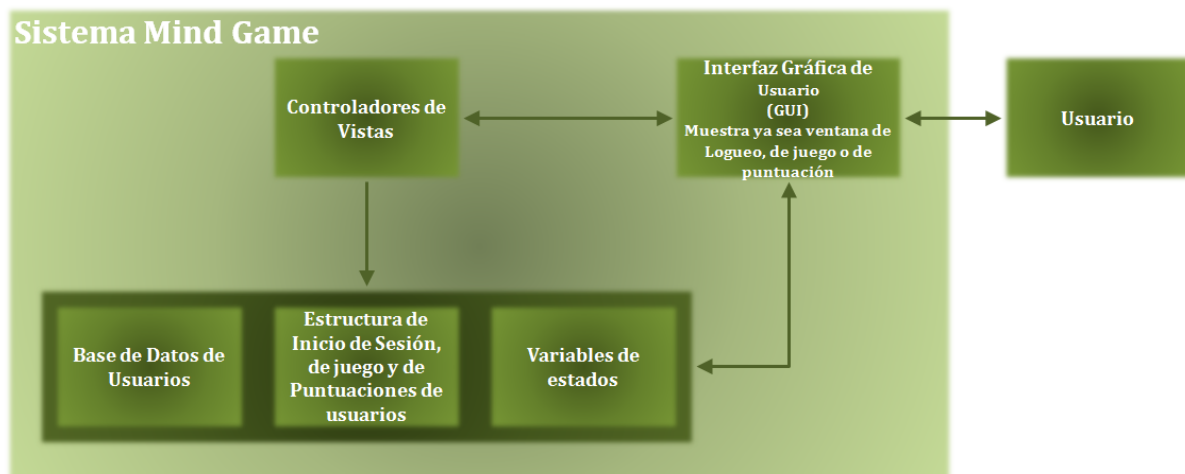 Sistema Mind Game
Controladores de
Vistas
Interfaz Gráfica de
Usuario
(GUI)
Muestra ya sea ventana de
Logueo, de juego o de
puntuación
Usuario
Base de Datos de
Usuarios
Estructura de
Inicio de Sesión,
de juego y de
Puntuaciones de
usuarios
Variables de
estados